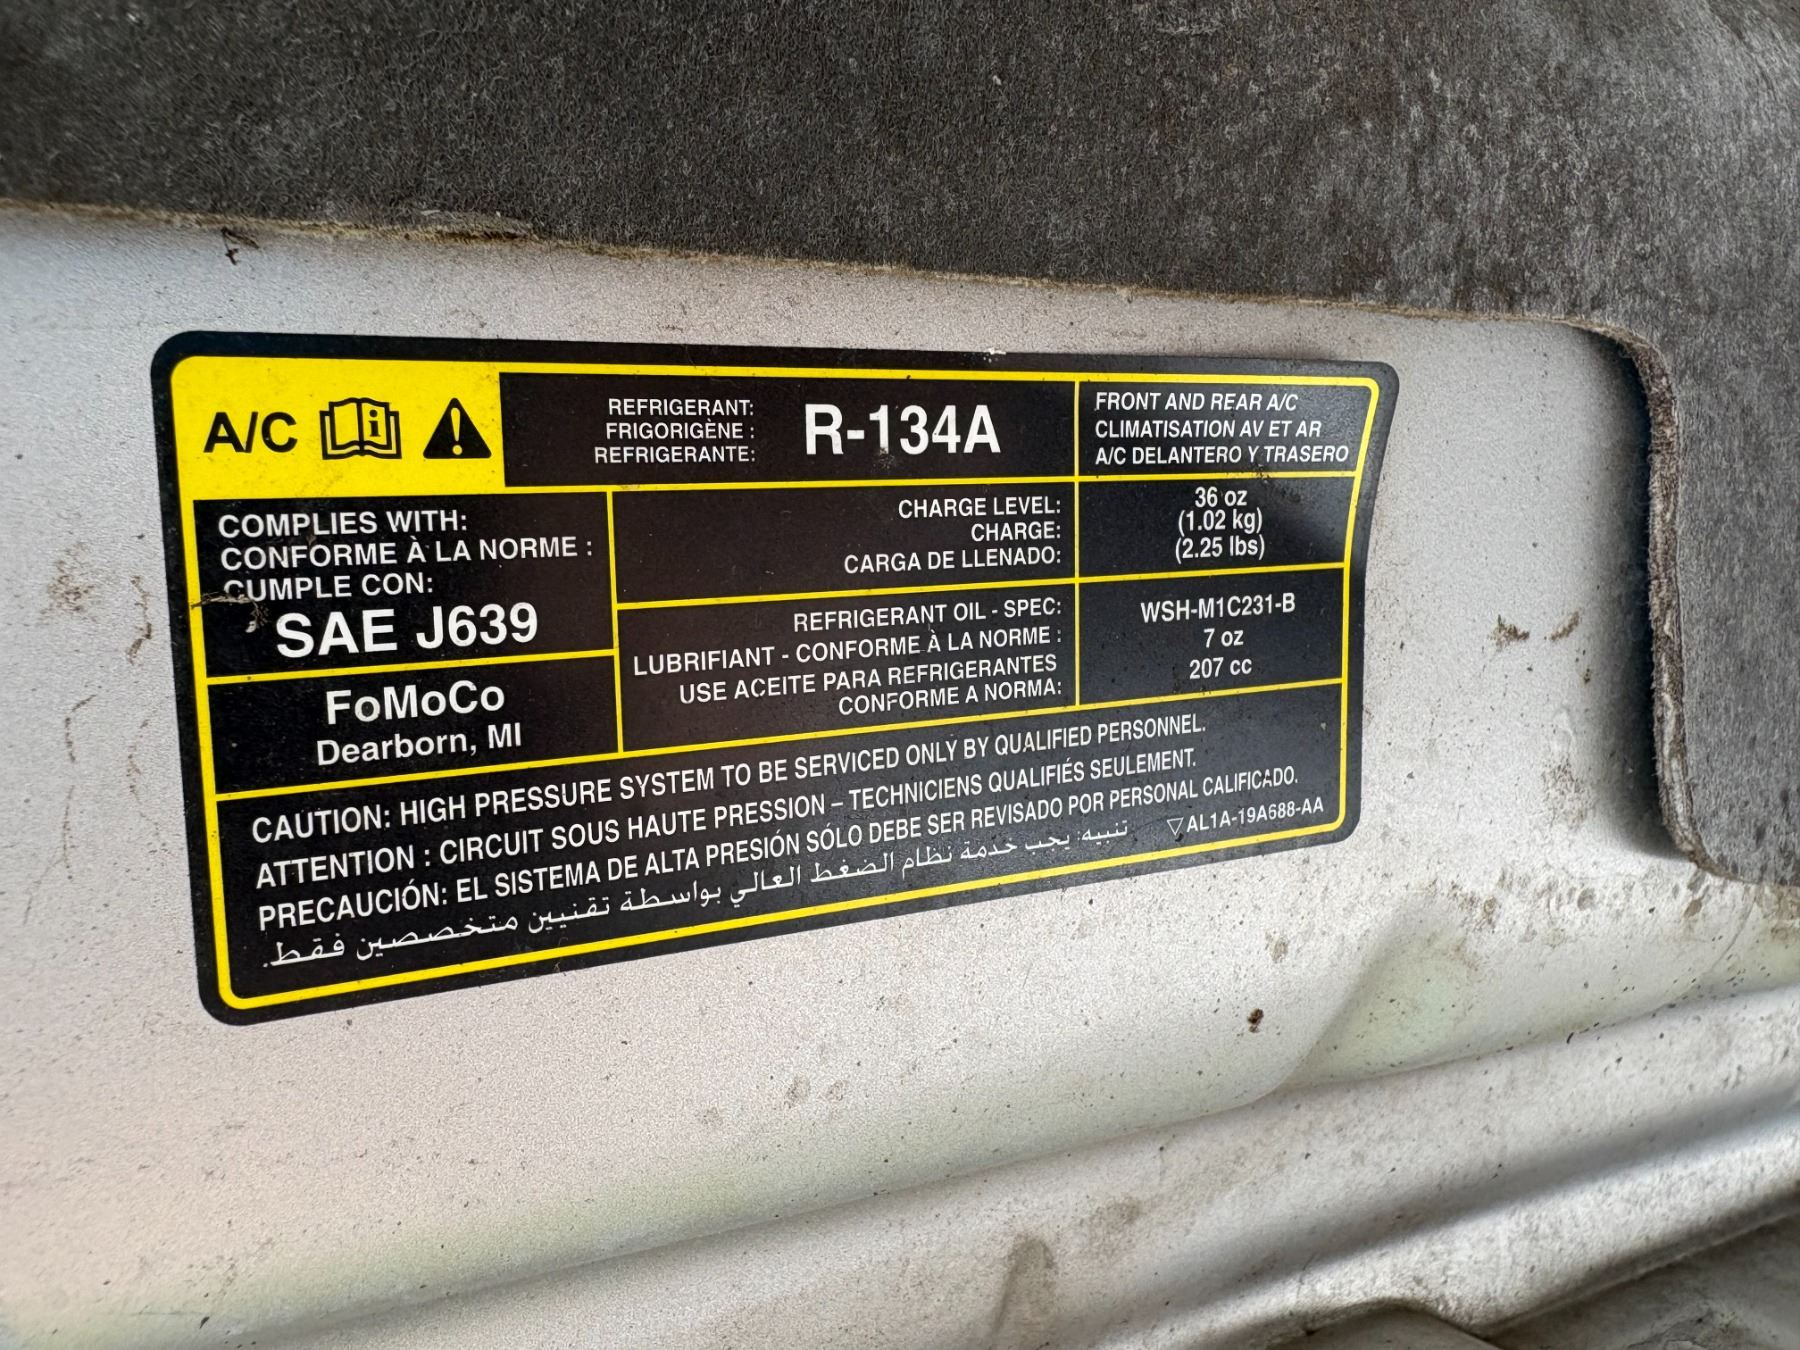 A/C
REFRIGERANT:
FRIGORIGÈNE :
REFRIGERANTE:
R-134A
FRONT AND REAR A/C
CLIMATISATION AV ET AR
A/C DELANTERO Y TRASERO
COMPLIES WITH:
CONFORME À LA NORME :
CUMPLE CON:
SAE J639
CHARGE LEVEL:
CHARGE:
CARGA DE LLENADO:
36 oz
(1.02 kg)
(2.25 lbs)
REFRIGERANT OIL - SPEC:
LUBRIFIANT - CONFORME À LA NORME :
USE ACEITE PARA REFRIGERANTES
CONFORME A NORMA:
WSH-M1C231-B
7 oz
207 cc
FoMoCo
Dearborn, MI
CAUTION: HIGH PRESSURE SYSTEM TO BE SERVICED ONLY BY QUALIFIED PERSONNEL.
ATTENTION : CIRCUIT SOUS HAUTE PRESSION – TECHNICIENS QUALIFIÉS SEULEMENT.
PRECAUCIÓN: EL SISTEMA DE ALTA PRESIÓN SÓLO DEBE SER REVISADO POR PERSONAL CALIFICADO.
تنبيه: يجب خدمة نظام الضغط العالي بواسطة تقنيين متخصصين فقط.
▽AL1A-19A688-AA